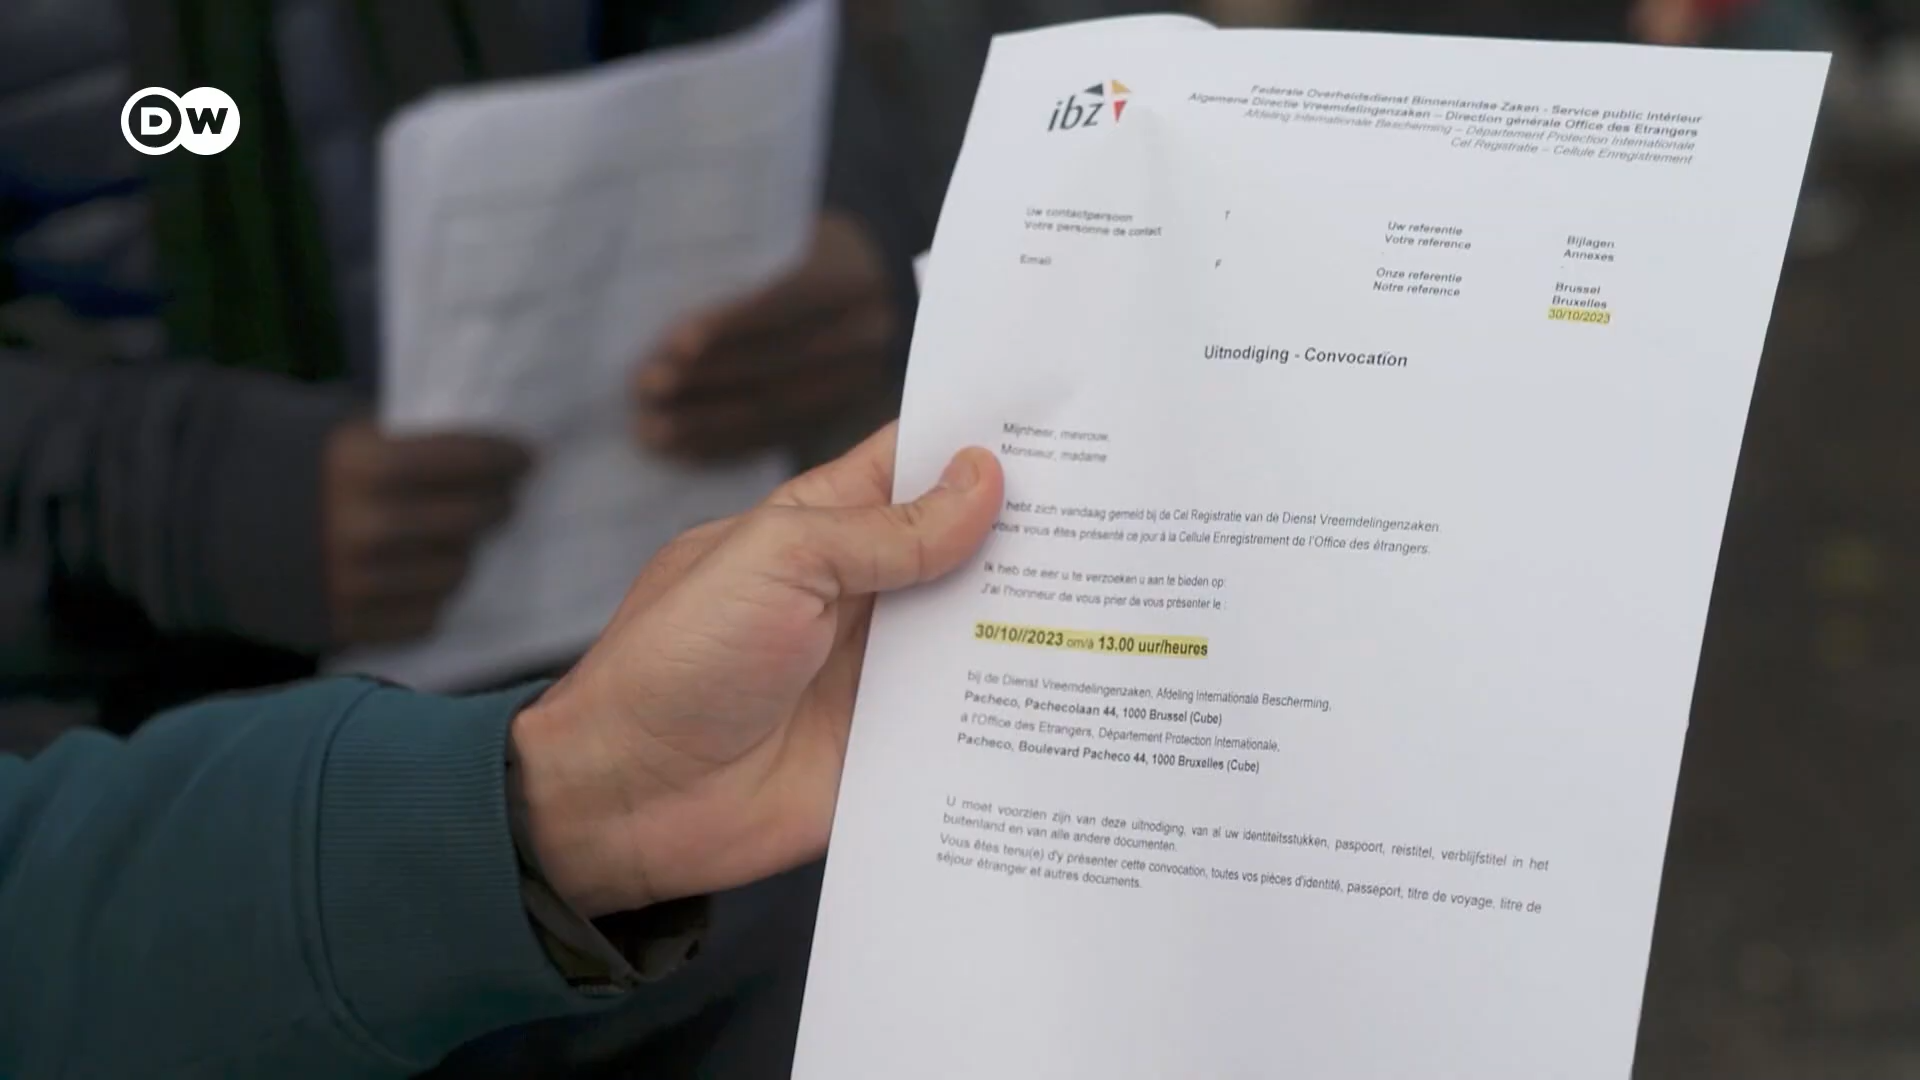 DW
ibz
Federale Overheidsdienst Binnenlandse Zaken - Service public Intérieur
Algemene Directie Vreemdelingenzaken – Direction générale Office des Etrangers
Afdeling Internationale Bescherming – Département Protection Internationale
Cel Registratie – Cellule Enregistrement
Uw contactpersoon
Votre personne de contact
T
Email
F
Uw referentie
Votre reference
Onze referentie
Notre reference
Bijlagen
Annexes
Brussel
Bruxelles
30/10/2023
Uitnodiging - Convocation
Mijnheer, mevrouw,
Monsieur, madame
hebt zich vandaag gemeld bij de Cel Registratie van de Dienst Vreemdelingenzaken.
Vous vous êtes présenté ce jour à la Cellule Enregistrement de l'Office des étrangers.
Ik heb de eer u te verzoeken u aan te bieden op:
J'ai l'honneur de vous prier de vous présenter le :
30/10//2023 om/à 13.00 uur/heures
bij de Dienst Vreemdelingenzaken, Afdeling Internationale Bescherming,
Pacheco, Pachecolaan 44, 1000 Brussel (Cube)
à l'Office des Etrangers, Département Protection Internationale,
Pacheco, Boulevard Pacheco 44, 1000 Bruxelles (Cube)
U moet voorzien zijn van deze uitnodiging, van al uw identiteitsstukken, paspoort, reistitel, verblijfstitel in het
buitenland en van alle andere documenten.
Vous êtes tenu(e) d'y présenter cette convocation, toutes vos pièces d'identité, passeport, titre de voyage, titre de
séjour étranger et autres documents.